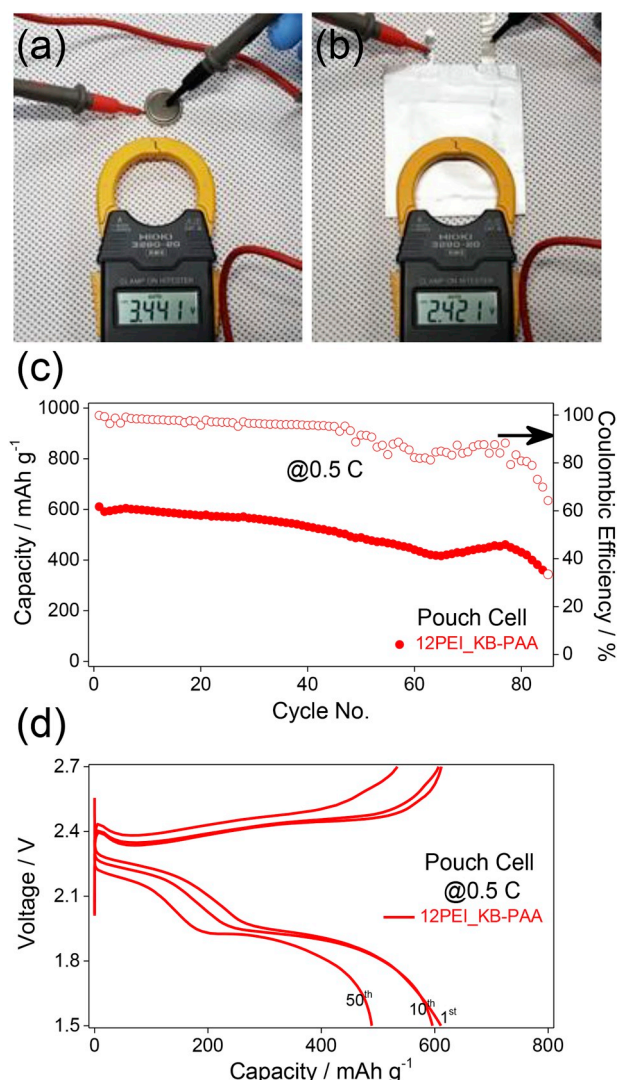 (a)
(b)
HIOKI
3280-20
CLAMP ON HiTESTER
3.441 V
HIOKI
3280-20
CLAMP ON HiTESTER
2.421 V
(c)
1000
800
600
400
200
0
Capacity / mAh g-1
@0.5 C
100
80
60
40
20
0
Coulombic Efficiency / %
Pouch Cell
12PEI_KB-PAA
0
20
40
60
80
Cycle No.
(d)
2.7
2.4
2.1
1.8
1.5
Voltage / V
Pouch Cell
@0.5 C
12PEI_KB-PAA
50th
10th
1st
0
200
400
600
800
Capacity / mAh g-1